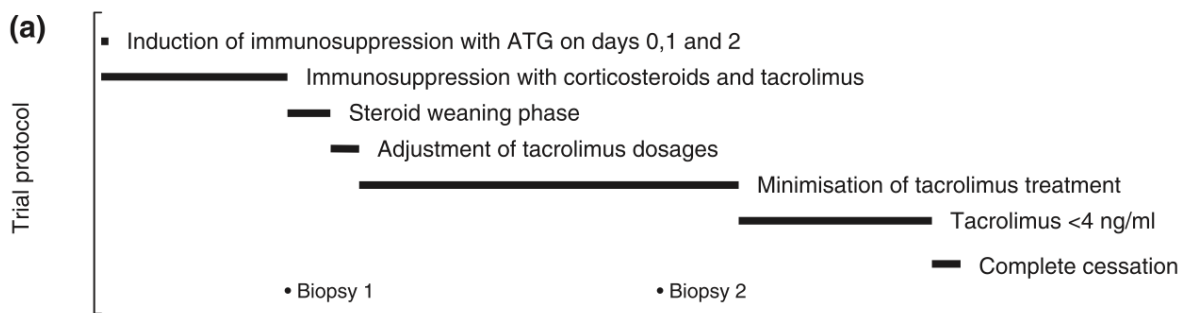 (a)
Trial protocol
Induction of immunosuppression with ATG on days 0,1 and 2
Immunosuppression with corticosteroids and tacrolimus
Steroid weaning phase
Adjustment of tacrolimus dosages
Minimisation of tacrolimus treatment
Tacrolimus <4 ng/ml
Complete cessation
• Biopsy 1 • Biopsy 2